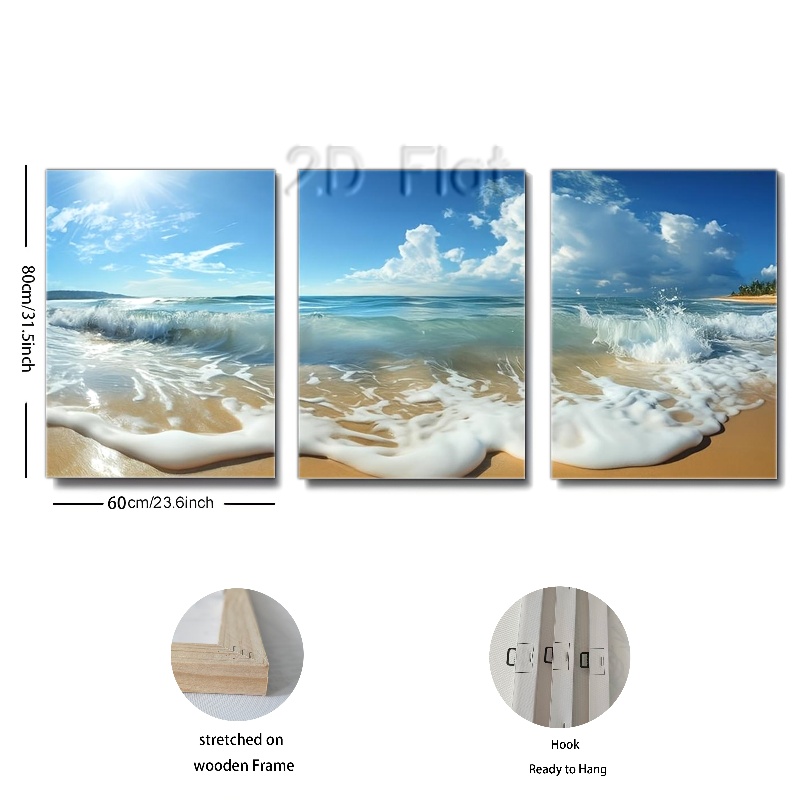 2D Flat
80cm/31.5inch
60cm/23.6inch
stretched on
wooden Frame
Hook
Ready to Hang